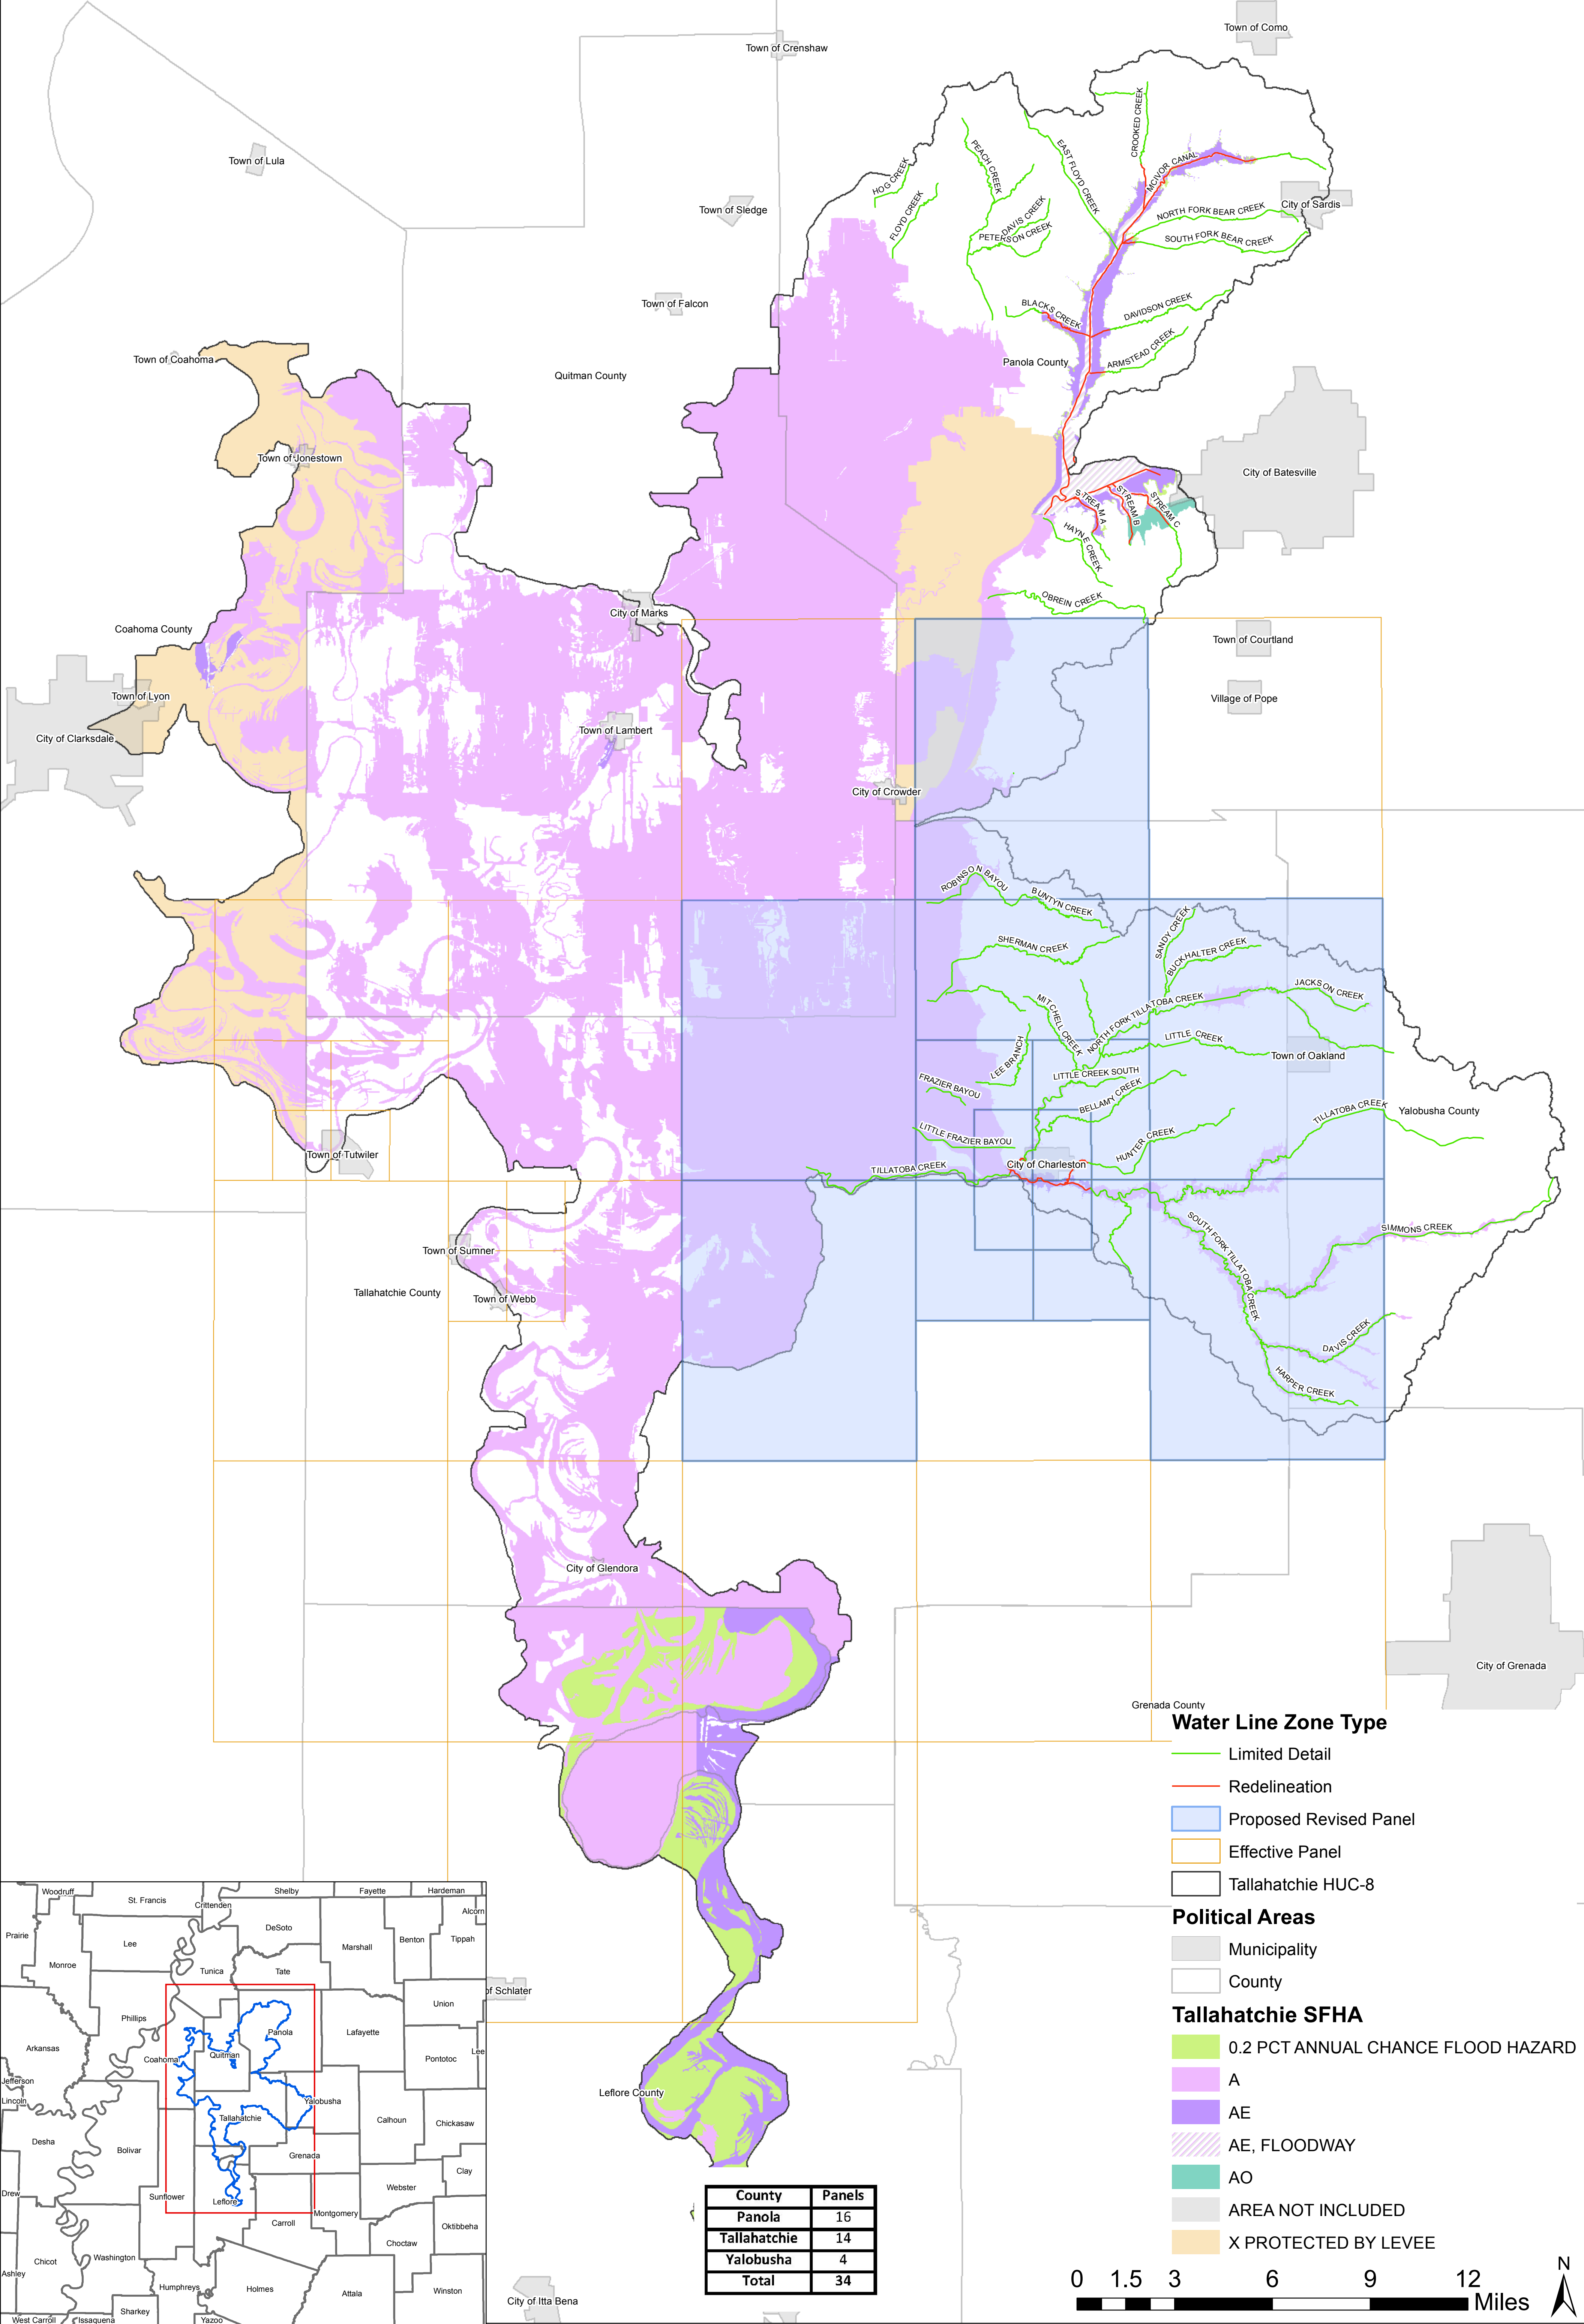 Town of Como
Town of Crenshaw
CROOKED CREEK
PEACH CREEK
EAST FLOYD CREEK
MCIVOR CANAL
Town of Lula
HOG CREEK
FLOYD CREEK
Town of Sledge
DAVIS CREEK
PETERSON CREEK
City of Sardis
NORTH FORK BEAR CREEK
SOUTH FORK BEAR CREEK
Town of Falcon
BLACKS CREEK
DAVIDSON CREEK
Town of Coahoma
Quitman County
Panola County
ARMSTEAD CREEK
Town of Jonestown
City of Batesville
STREAM A
STREAM B
STREAM C
HAYNE CREEK
OBREIN CREEK
City of Marks
Coahoma County
Town of Courtland
Town of Lyon
Village of Pope
City of Clarksdale
Town of Lambert
City of Crowder
ROBINSON BAYOU
BUNTYN CREEK
SHERMAN CREEK
SANDY CREEK
BUCKHALTER CREEK
JACKSON CREEK
MITCHELL CREEK
NORTH FORK TILLATOBA CREEK
LITTLE CREEK
LEE BRANCH
Town of Oakland
FRAZIER BAYOU
LITTLE CREEK SOUTH
BELLAMY CREEK
TILLATOBA CREEK
Yalobusha County
LITTLE FRAZIER BAYOU
HUNTER CREEK
Town of Tutwiler
City of Charleston
TILLATOBA CREEK
SOUTH FORK TILLATOBA CREEK
SIMMONS CREEK
Town of Sumner
Tallahatchie County
Town of Webb
DAVIS CREEK
HARPER CREEK
City of Glendora
City of Grenada
Grenada County
Water Line Zone Type
Limited Detail
Redelineation
Proposed Revised Panel
Effective Panel
Tallahatchie HUC-8
Political Areas
Municipality
County
Tallahatchie SFHA
0.2 PCT ANNUAL CHANCE FLOOD HAZARD
A
AE
AE, FLOODWAY
AO
AREA NOT INCLUDED
X PROTECTED BY LEVEE
of Schlater
Leflore County
City of Itta Bena
County Panels
Panola 16
Tallahatchie 14
Yalobusha 4
Total 34
0 1.5 3 6 9 12
Miles
N
Woodruff
St. Francis
Crittenden
Shelby
Fayette
Hardeman
Alcorn
Prairie
Lee
DeSoto
Marshall
Benton
Tippah
Monroe
Tunica
Tate
Union
Phillips
Panola
Lafayette
Arkansas
Coahoma
Quitman
Pontotoc
Lee
Jefferson
Lincoln
Yalobusha
Tallahatchie
Calhoun
Chickasaw
Desha
Bolivar
Grenada
Clay
Drew
Sunflower
Leflore
Webster
Montgomery
Carroll
Oktibbeha
Choctaw
Chicot
Washington
Ashley
Humphreys
Holmes
Attala
Winston
Sharkey
West Carroll
Issaquena
Yazoo